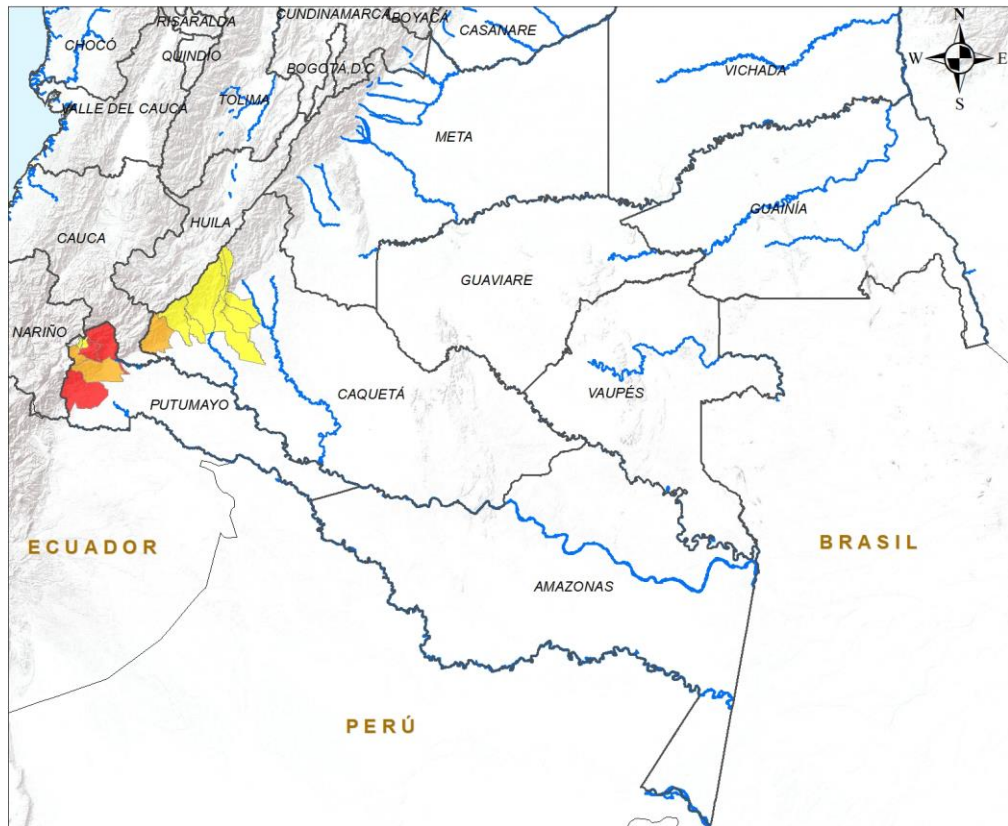 CUNDINAMARCA
BOYACÁ
RISARALDA
CASANARE
N
CHOCÓ
QUINDÍO
W
E
BOGOTÁ D.C
VICHADA
S
TOLIMA
VALLE DEL CAUCA
META
GUAINÍA
HUILA
CAUCA
GUAVIARE
NARIÑO
CAQUETÁ
VAUPÉS
PUTUMAYO
ECUADOR
BRASIL
AMAZONAS
PERÚ